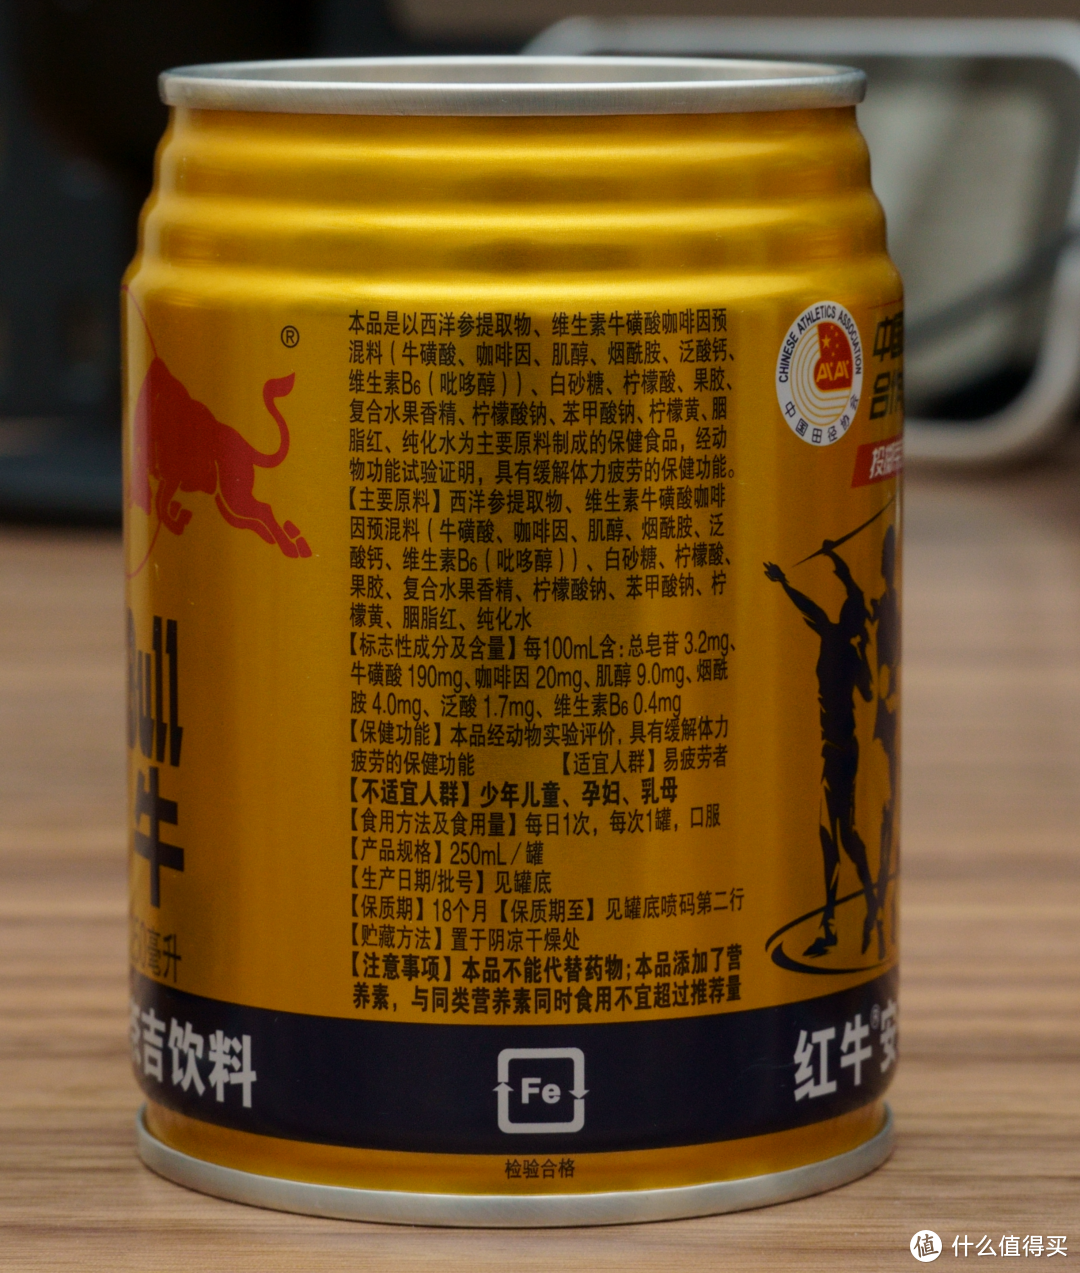 ®
本品是以西洋参提取物、维生素牛磺酸咖啡因预
混料（牛磺酸、咖啡因、肌醇、烟酰胺、泛酸钙、
维生素B₆（吡哆醇））、白砂糖、柠檬酸、果胶、
复合水果香精、柠檬酸钠、苯甲酸钠、柠檬黄、胭
脂红、纯化水为主要原料制成的保健食品，经动
物功能试验证明，具有缓解体力疲劳的保健功能。
【主要原料】西洋参提取物、维生素牛磺酸咖啡
因预混料（牛磺酸、咖啡因、肌醇、烟酰胺、泛
酸钙、维生素B₆（吡哆醇））、白砂糖、柠檬酸、
果胶、复合水果香精、柠檬酸钠、苯甲酸钠、柠
檬黄、胭脂红、纯化水
【标志性成分及含量】每100mL含：总皂苷 3.2mg、
牛磺酸 190mg、咖啡因 20mg、肌醇 9.0mg、烟酰
胺 4.0mg、泛酸 1.7mg、维生素B₆ 0.4mg
【保健功能】本品经动物实验评价，具有缓解体力
疲劳的保健功能 【适宜人群】易疲劳者
【不适宜人群】少年儿童、孕妇、乳母
【食用方法及食用量】每日1次，每次1罐，口服
【产品规格】250mL／罐
【生产日期/批号】见罐底
【保质期】18个月【保质期至】见罐底喷码第二行
【贮藏方法】置于阴凉干燥处
【注意事项】本品不能代替药物；本品添加了营
养素，与同类营养素同时食用不宜超过推荐量
CHINESE ATHLETICS ASSOCIATION
中国田径协会
中国
合作
Bull
牛
毫升
吉饮料
Fe
红牛®安
检验合格
值 什么值得买